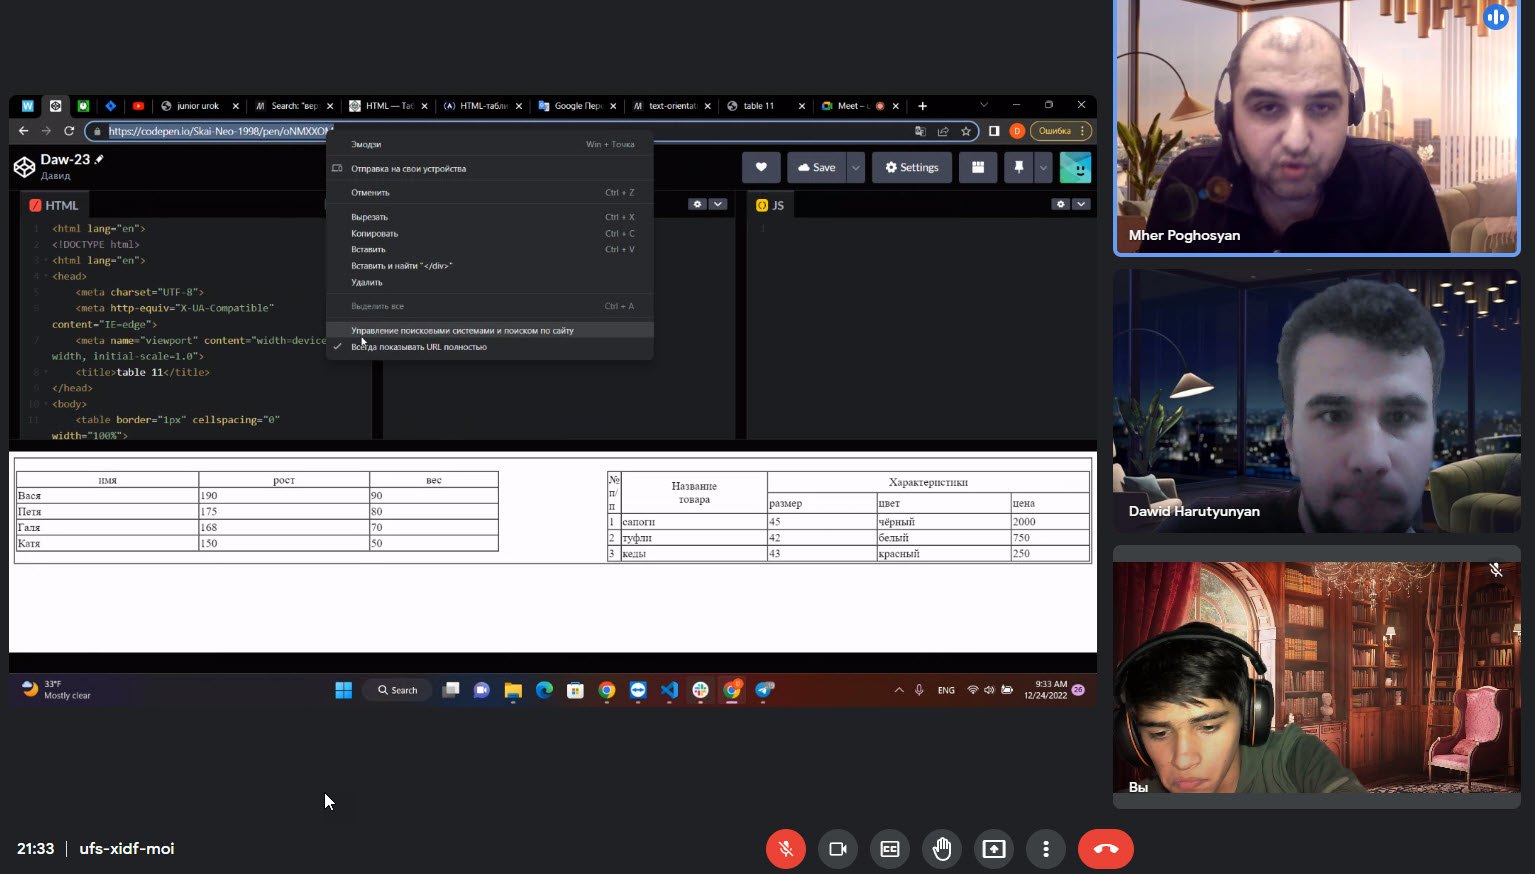 junior urok
Search: "вер
HTML — Таб
HTML-табли
Google Пере
text-orientat
table 11
Meet –
https://codepen.io/Skai-Neo-1998/pen/oNMXXOM
Ошибка
Daw-23
Давид
Save
Settings
HTML
JS
Эмодзи Win + Точка
Отправка на свои устройства
Отменить Ctrl + Z
Вырезать Ctrl + X
Копировать Ctrl + C
Вставить Ctrl + V
Вставить и найти "</div>"
Удалить
Выделить все Ctrl + A
Управление поисковыми системами и поиском по сайту
Всегда показывать URL полностью
1 <html lang="en">
2 <!DOCTYPE html>
3 <html lang="en">
4 <head>
5 <meta charset="UTF-8">
6 <meta http-equiv="X-UA-Compatible"
content="IE=edge">
7 <meta name="viewport" content="width=device
width, initial-scale=1.0">
8 <title>table 11</title>
9 </head>
10 <body>
11 <table border="1px" cellspacing="0"
width="100%">
1
имя рост вес
Вася 190 90
Петя 175 80
Галя 168 70
Катя 150 50
№ п/п Название товара Характеристики
размер цвет цена
1 сапоги 45 чёрный 2000
2 туфли 42 белый 750
3 кеды 43 красный 250
33°F
Mostly clear
Search
ENG
9:33 AM
12/24/2022
26
Mher Poghosyan
Dawid Harutyunyan
Вы
21:33 | ufs-xidf-moi